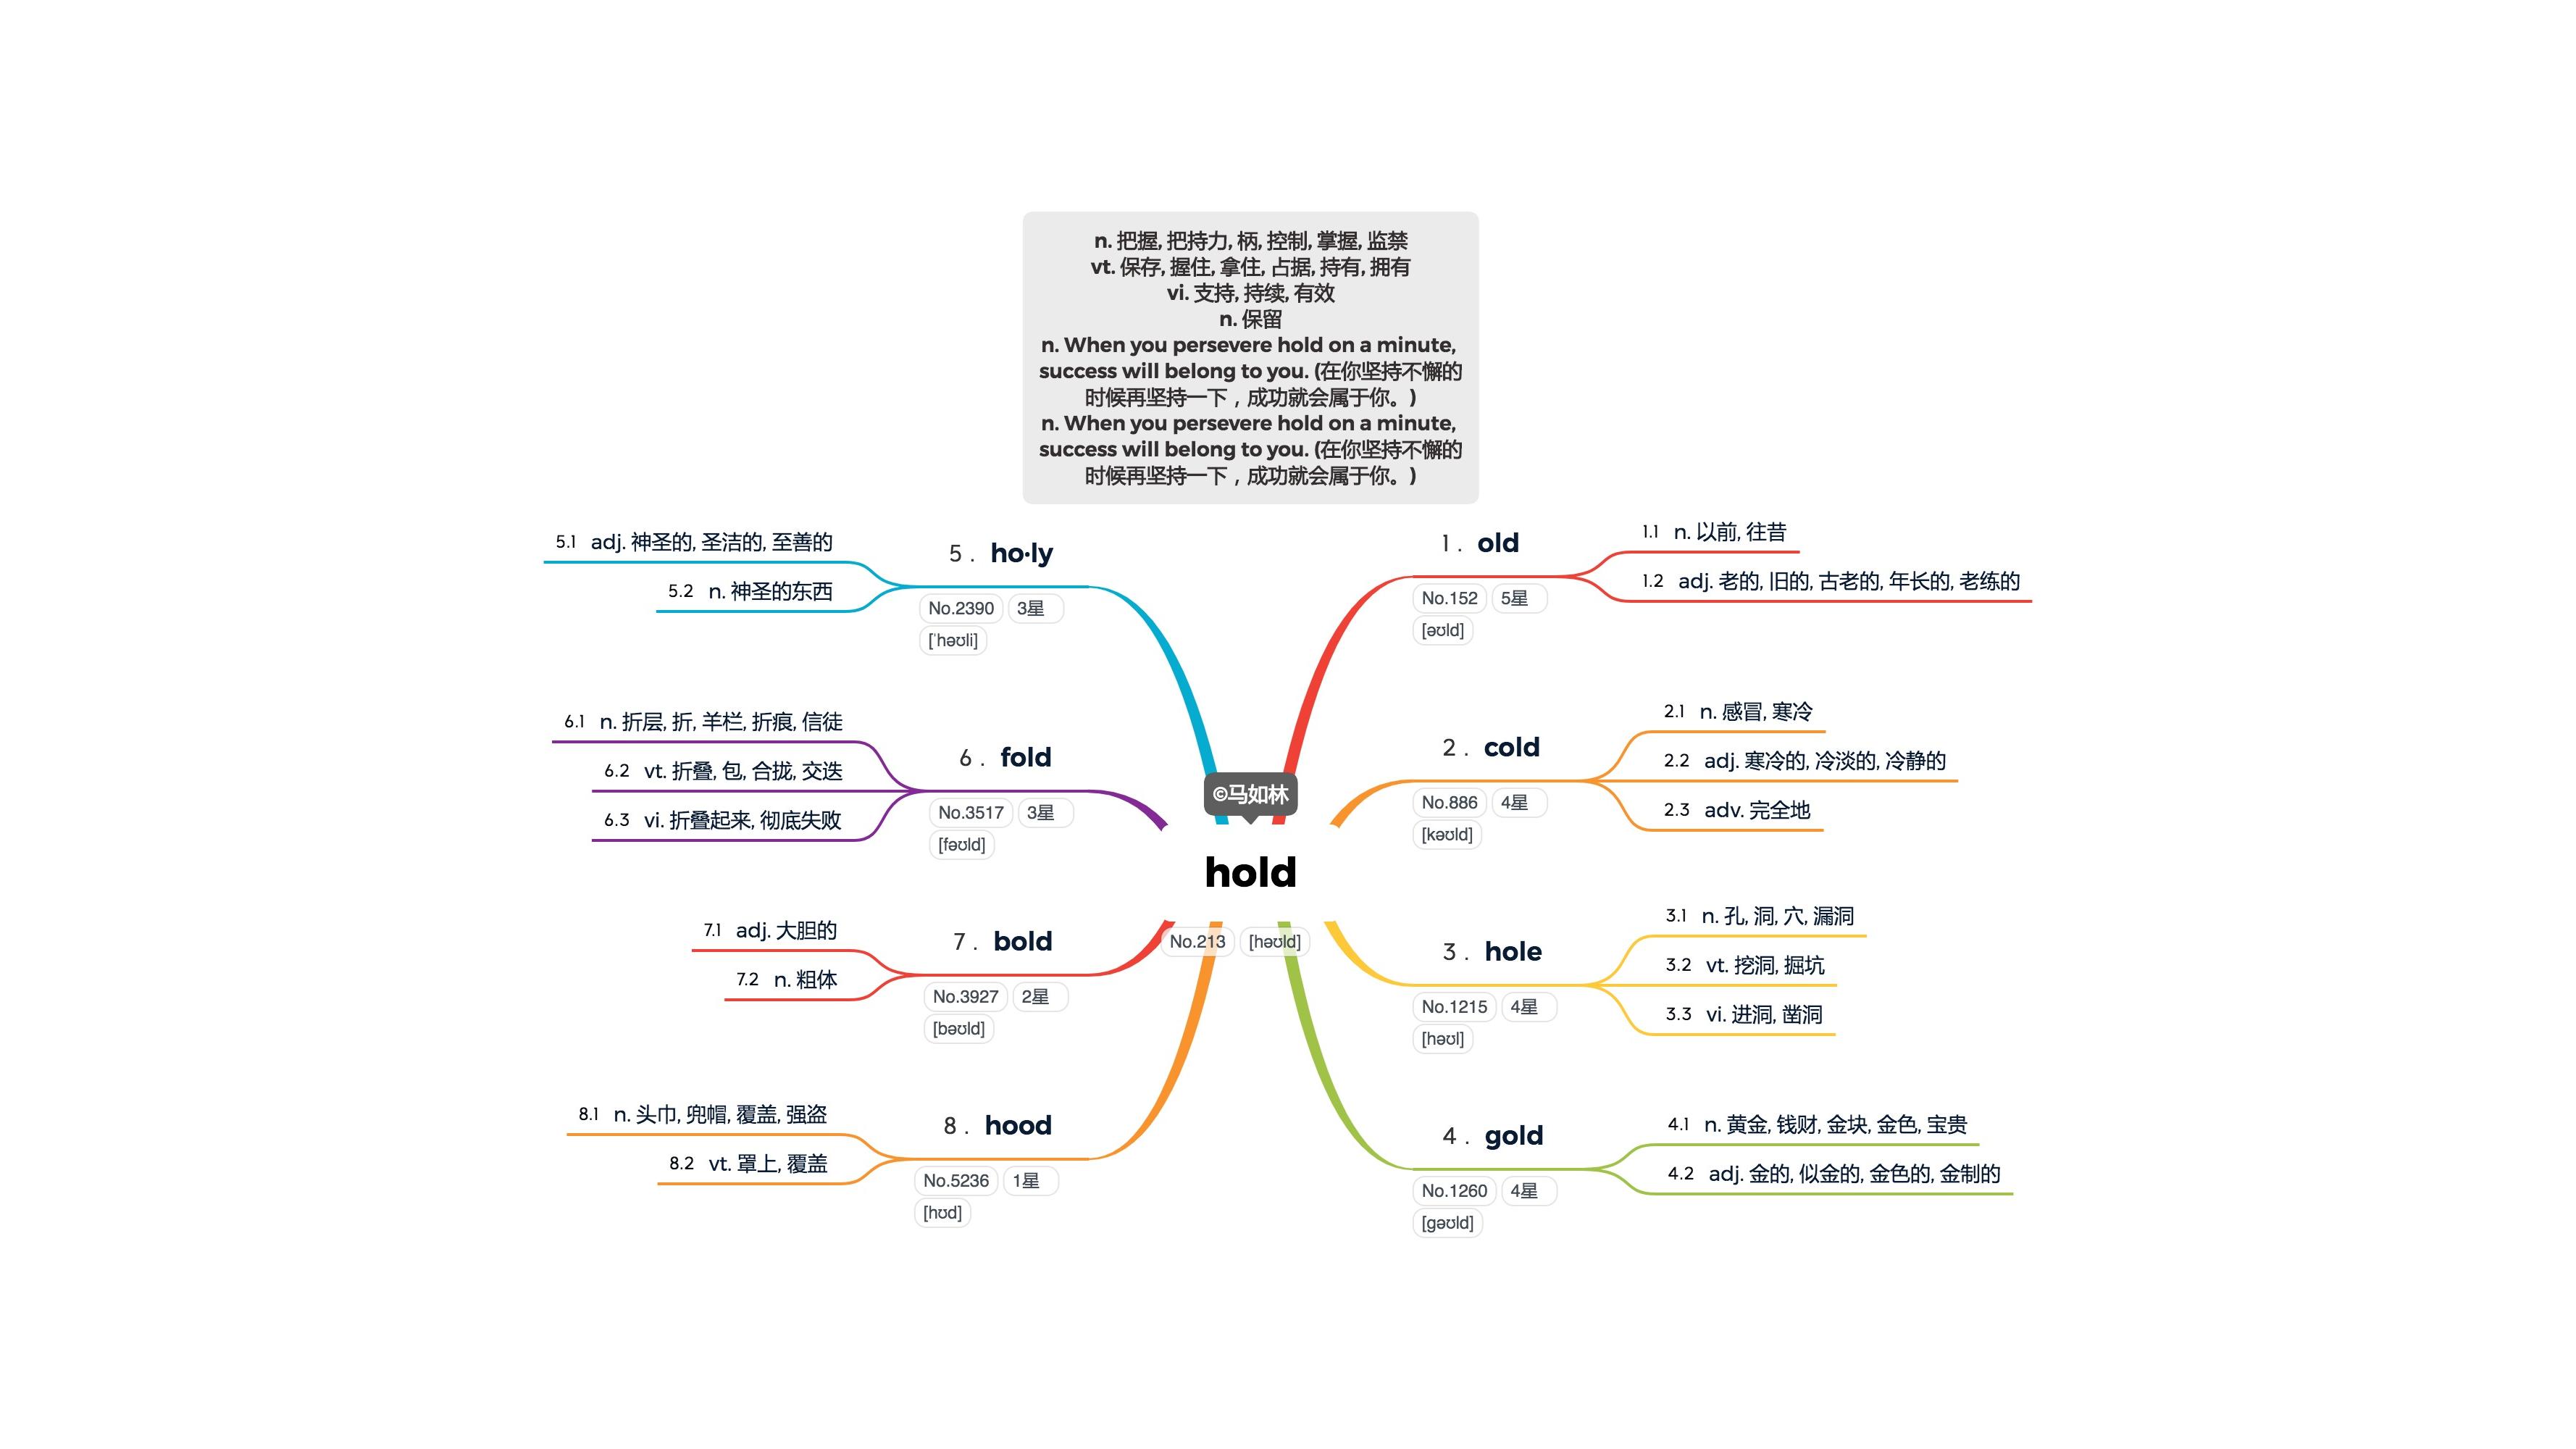 n. 把握, 把持力, 柄, 控制, 掌握, 监禁
vt. 保存, 握住, 拿住, 占据, 持有, 拥有
vi. 支持, 持续, 有效
n. 保留
n. When you persevere hold on a minute,
success will belong to you. (在你坚持不懈的
时候再坚持一下，成功就会属于你。)
n. When you persevere hold on a minute,
success will belong to you. (在你坚持不懈的
时候再坚持一下，成功就会属于你。)
©马如林
hold
No.213 [həʊld]
1 . old
No.152 5星
[əʊld]
1.1 n. 以前, 往昔
1.2 adj. 老的, 旧的, 古老的, 年长的, 老练的
2 . cold
No.886 4星
[kəʊld]
2.1 n. 感冒, 寒冷
2.2 adj. 寒冷的, 冷淡的, 冷静的
2.3 adv. 完全地
3 . hole
No.1215 4星
[həʊl]
3.1 n. 孔, 洞, 穴, 漏洞
3.2 vt. 挖洞, 掘坑
3.3 vi. 进洞, 凿洞
4 . gold
No.1260 4星
[gəʊld]
4.1 n. 黄金, 钱财, 金块, 金色, 宝贵
4.2 adj. 金的, 似金的, 金色的, 金制的
5 . ho·ly
No.2390 3星
[ˈhəʊli]
5.1 adj. 神圣的, 圣洁的, 至善的
5.2 n. 神圣的东西
6 . fold
No.3517 3星
[fəʊld]
6.1 n. 折层, 折, 羊栏, 折痕, 信徒
6.2 vt. 折叠, 包, 合拢, 交迭
6.3 vi. 折叠起来, 彻底失败
7 . bold
No.3927 2星
[bəʊld]
7.1 adj. 大胆的
7.2 n. 粗体
8 . hood
No.5236 1星
[hʊd]
8.1 n. 头巾, 兜帽, 覆盖, 强盗
8.2 vt. 罩上, 覆盖